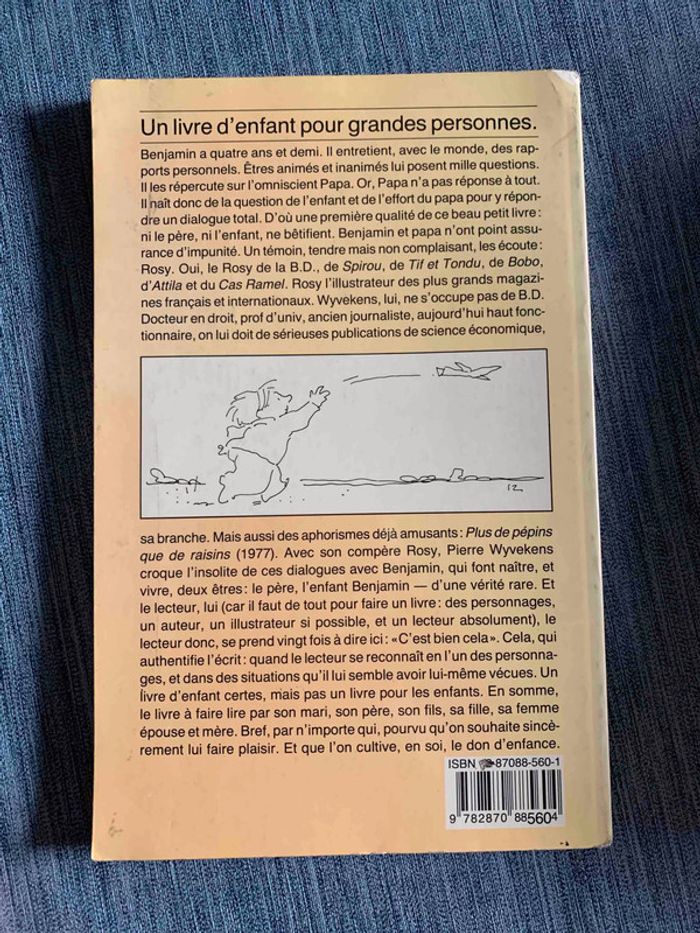 Un livre d'enfant pour grandes personnes.
Benjamin a quatre ans et demi. Il entretient, avec le monde, des rap-
ports personnels. Êtres animés et inanimés lui posent mille questions.
Il les répercute sur l'omniscient Papa. Or, Papa n'a pas réponse à tout.
Il naît donc de la question de l'enfant et de l'effort du papa pour y répon-
dre un dialogue total. D'où une première qualité de ce beau petit livre :
ni le père, ni l'enfant, ne bêtifient. Benjamin et papa n'ont point assu-
rance d'impunité. Un témoin, tendre mais non complaisant, les écoute :
Rosy. Oui, le Rosy de la B.D., de Spirou, de Tif et Tondu, de Bobo,
d'Attila et du Cas Ramel. Rosy l'illustrateur des plus grands magazi-
nes français et internationaux. Wyvekens, lui, ne s'occupe pas de B.D.
Docteur en droit, prof d'univ, ancien journaliste, aujourd'hui haut fonc-
tionnaire, on lui doit de sérieuses publications de science économique,
12
sa branche. Mais aussi des aphorismes déjà amusants : Plus de pépins
que de raisins (1977). Avec son compère Rosy, Pierre Wyvekens
croque l'insolite de ces dialogues avec Benjamin, qui font naître, et
vivre, deux êtres : le père, l'enfant Benjamin — d'une vérité rare. Et
le lecteur, lui (car il faut de tout pour faire un livre : des personnages,
un auteur, un illustrateur si possible, et un lecteur absolument), le
lecteur donc, se prend vingt fois à dire ici : «C'est bien cela». Cela, qui
authentifie l'écrit : quand le lecteur se reconnaît en l'un des personna-
ges, et dans des situations qu'il lui semble avoir lui-même vécues. Un
livre d'enfant certes, mais pas un livre pour les enfants. En somme,
le livre à faire lire par son mari, son père, son fils, sa fille, sa femme
épouse et mère. Bref, par n'importe qui, pourvu qu'on souhaite sincè-
rement lui faire plaisir. Et que l'on cultive, en soi, le don d'enfance.
ISBN 87088-560-1
9 782870 885604